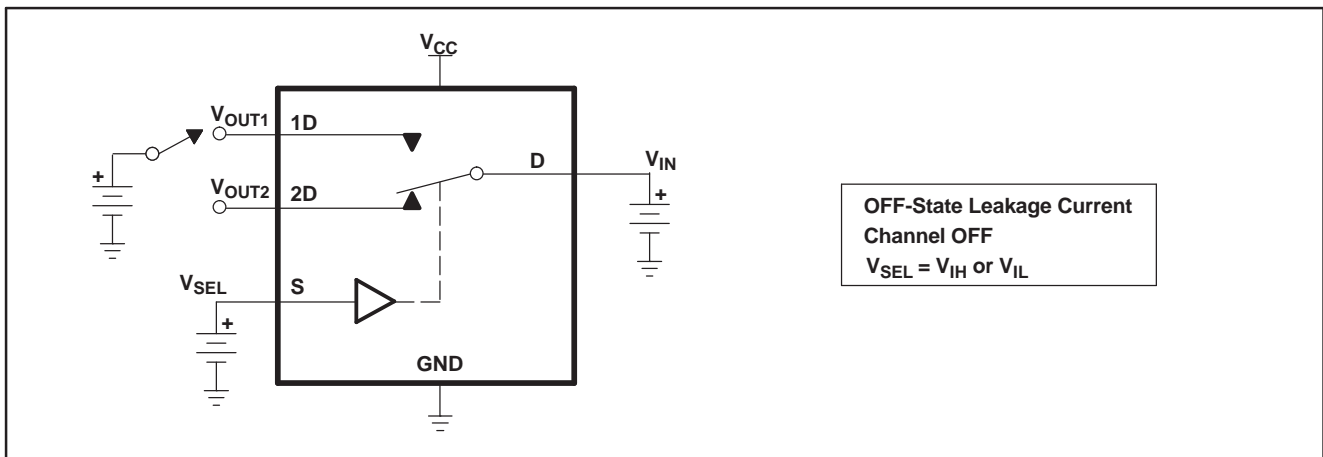 VCC
VOUT1
1D
+
D
VIN
+
VOUT2
2D
VSEL
S
+
GND
OFF-State Leakage Current
Channel OFF
VSEL = VIH or VIL